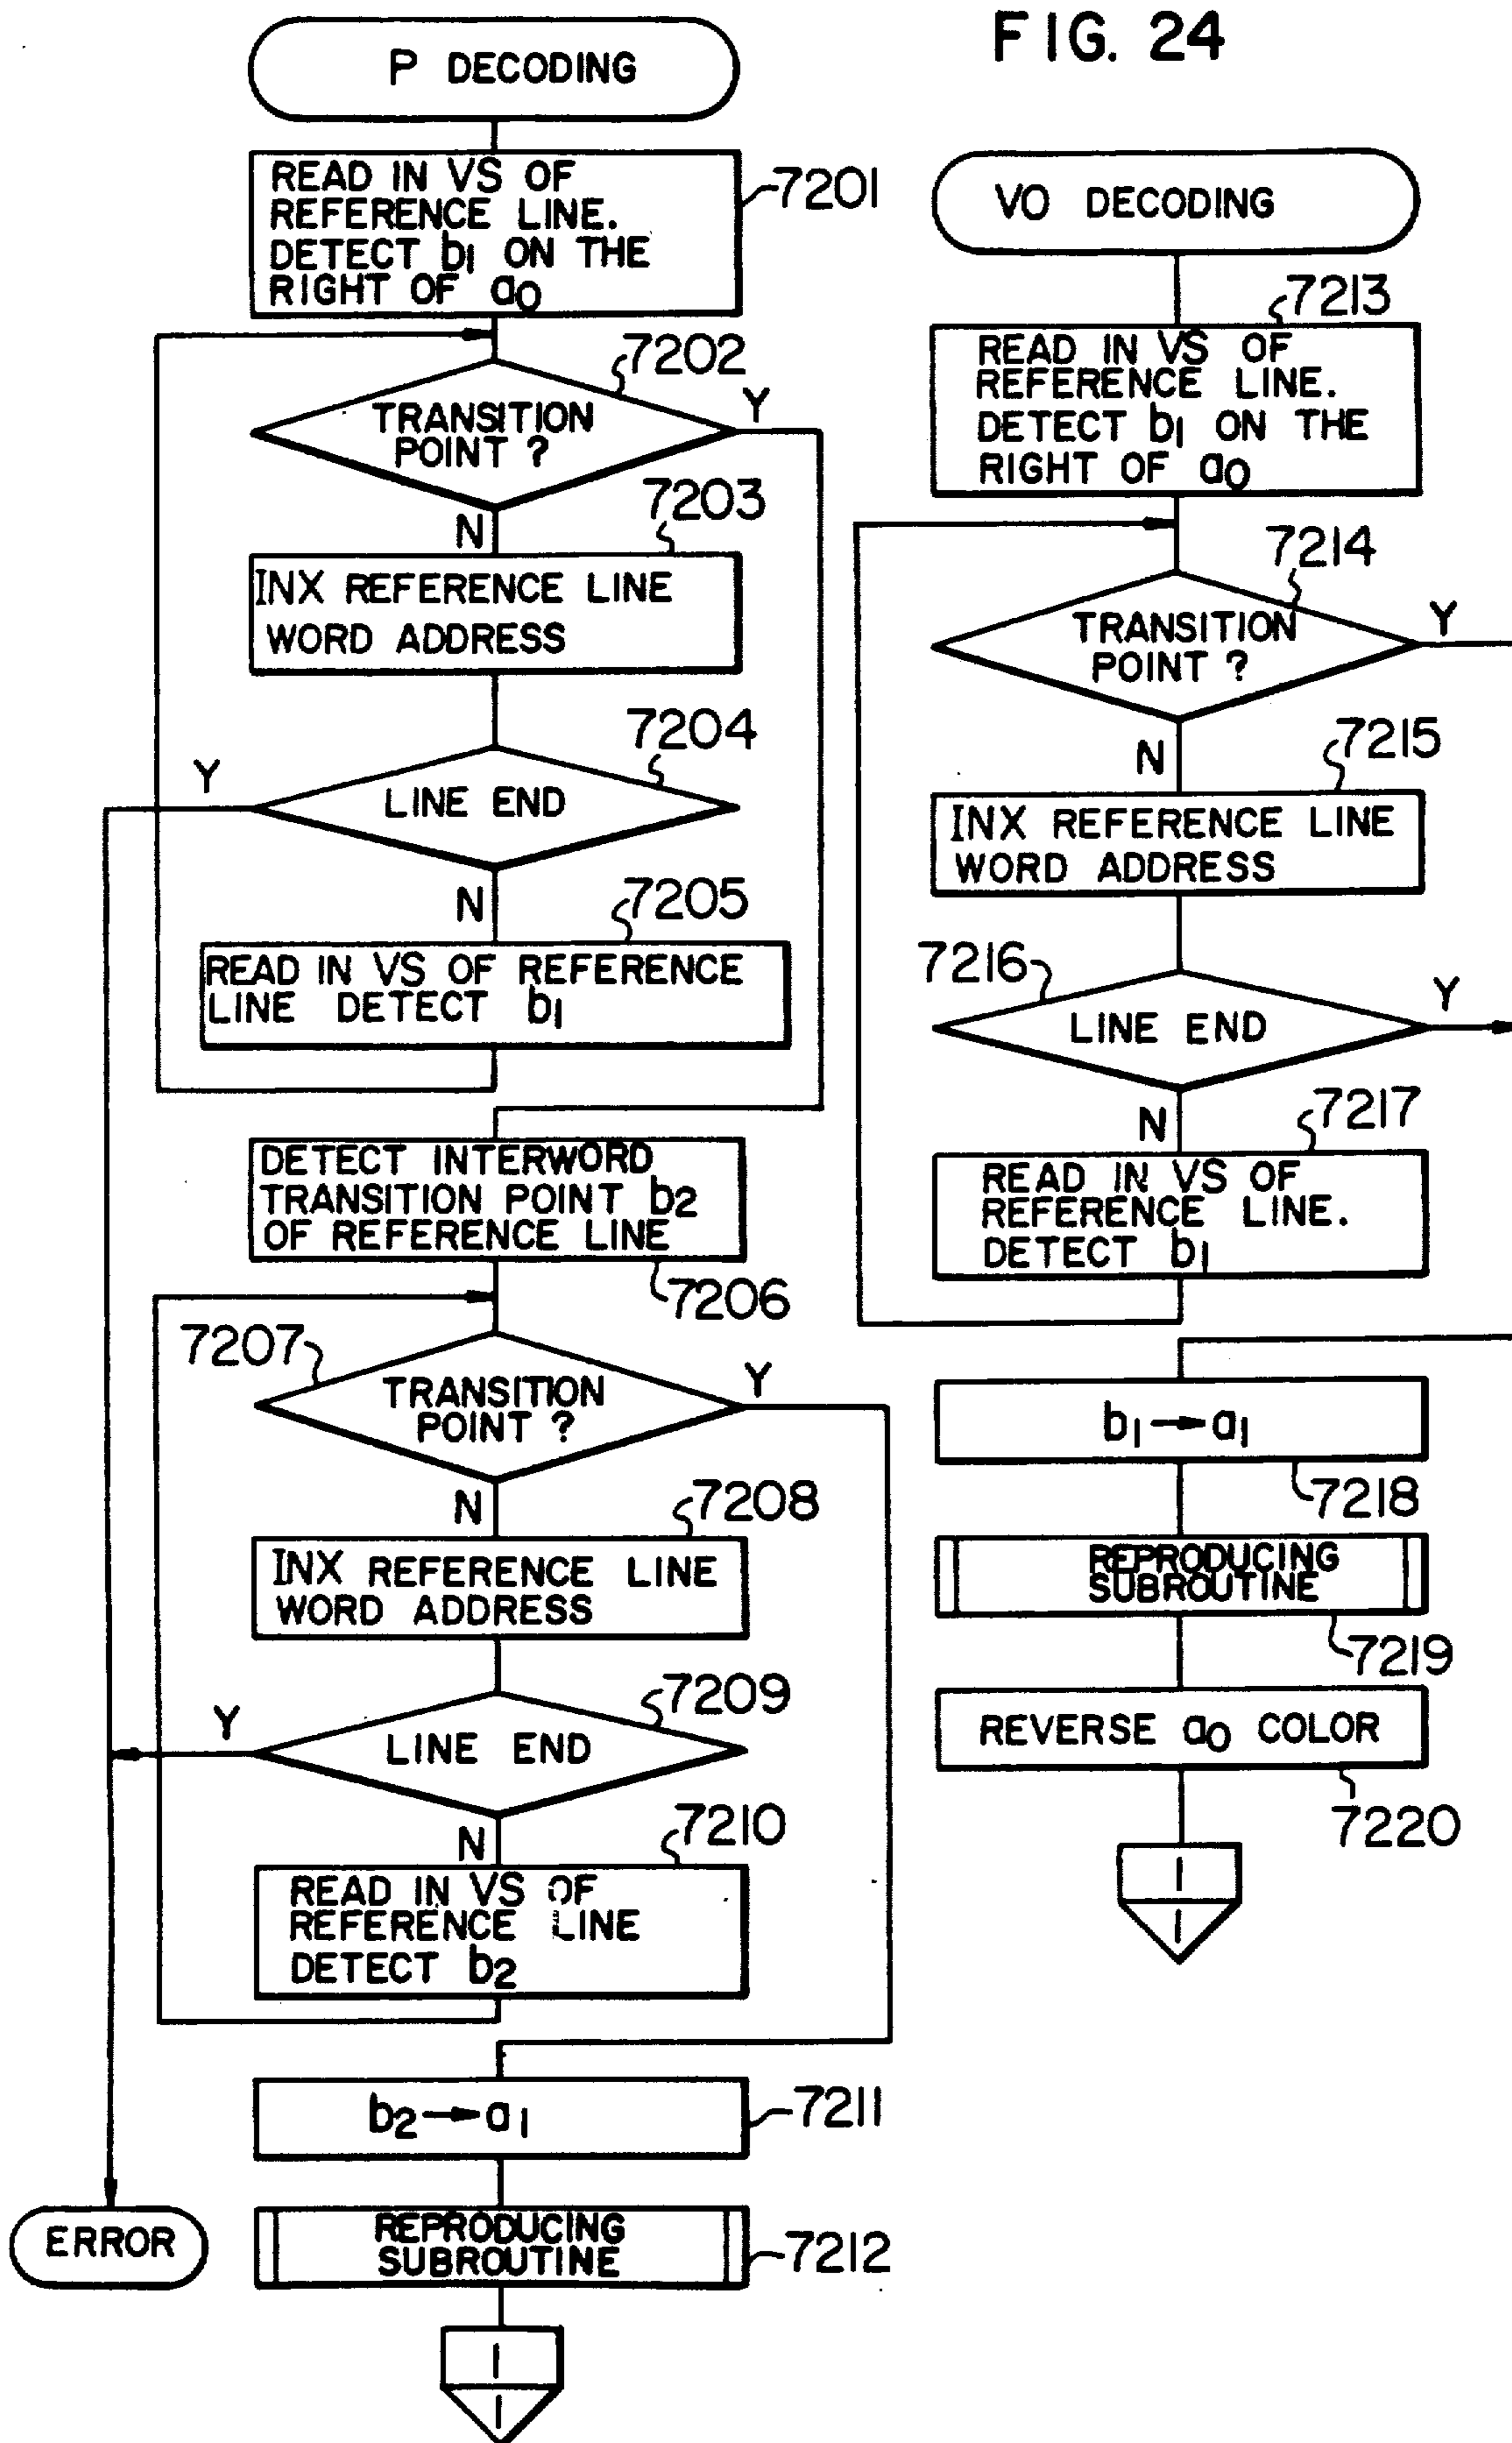 FIG. 24
P DECODING
READ IN VS OF
REFERENCE LINE.
DETECT b1 ON THE
RIGHT OF a0
7201
7202
TRANSITION
POINT ?
Y
N
7203
INX REFERENCE LINE
WORD ADDRESS
7204
LINE END
Y
N
7205
READ IN VS OF REFERENCE
LINE DETECT b1
DETECT INTERWORD
TRANSITION POINT b2
OF REFERENCE LINE
7206
7207
TRANSITION
POINT ?
Y
N
7208
INX REFERENCE LINE
WORD ADDRESS
7209
LINE END
Y
N
7210
READ IN VS OF
REFERENCE LINE
DETECT b2
b2→a1
7211
REPRODUCING
SUBROUTINE
7212
ERROR
1
1
VO DECODING
7213
READ IN VS OF
REFERENCE LINE.
DETECT b1 ON THE
RIGHT OF a0
7214
TRANSITION
POINT ?
Y
N
7215
INX REFERENCE LINE
WORD ADDRESS
7216
LINE END
Y
N
7217
READ IN VS OF
REFERENCE LINE.
DETECT b1
b1→a1
7218
REPRODUCING
SUBROUTINE
7219
REVERSE a0 COLOR
7220
1
1